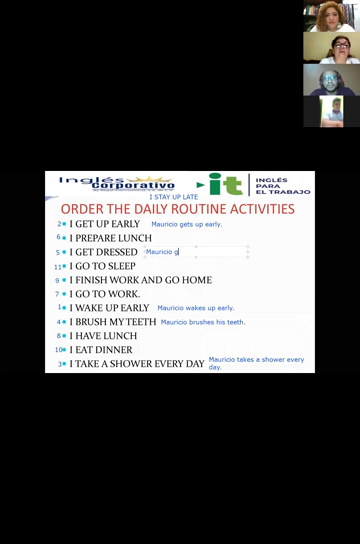 Inglés
Corporativo
it
INGLÉS
PARA
EL TRABAJO
I STAY UP LATE
ORDER THE DAILY ROUTINE ACTIVITIES
2 I GET UP EARLY Mauricio gets up early.
6 I PREPARE LUNCH
5 I GET DRESSED Mauricio g
11 I GO TO SLEEP
9 I FINISH WORK AND GO HOME
7 I GO TO WORK.
1 I WAKE UP EARLY Mauricio wakes up early.
4 I BRUSH MY TEETH Mauricio brushes his teeth.
8 I HAVE LUNCH
10 I EAT DINNER
3 I TAKE A SHOWER EVERY DAY Mauricio takes a shower every
day.